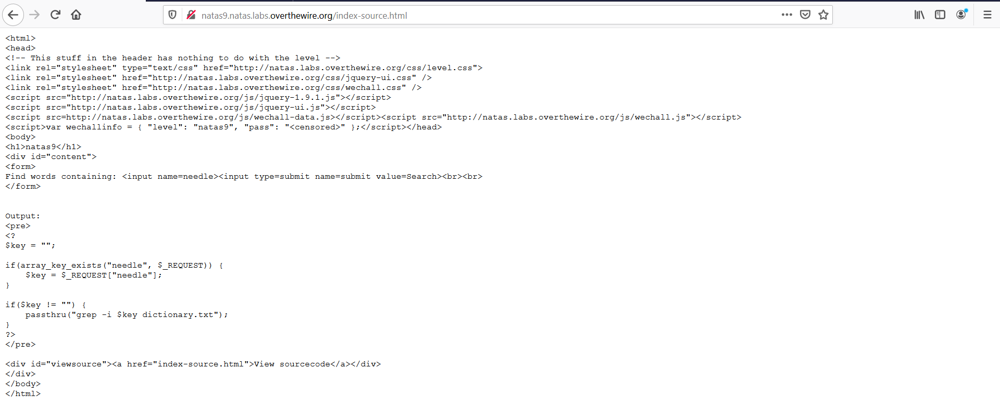 natas9.natas.labs.overthewire.org/index-source.html
<html>
<head>
<!-- This stuff in the header has nothing to do with the level -->
<link rel="stylesheet" type="text/css" href="http://natas.labs.overthewire.org/css/level.css">
<link rel="stylesheet" href="http://natas.labs.overthewire.org/css/jquery-ui.css" />
<link rel="stylesheet" href="http://natas.labs.overthewire.org/css/wechall.css" />
<script src="http://natas.labs.overthewire.org/js/jquery-1.9.1.js"></script>
<script src="http://natas.labs.overthewire.org/js/jquery-ui.js"></script>
<script src=http://natas.labs.overthewire.org/js/wechall-data.js></script><script src="http://natas.labs.overthewire.org/js/wechall.js"></script>
<script>var wechallinfo = { "level": "natas9", "pass": "<censored>" };</script></head>
<body>
<h1>natas9</h1>
<div id="content">
<form>
Find words containing: <input name=needle><input type=submit name=submit value=Search><br><br>
</form>


Output:
<pre>
<?
$key = "";

if(array_key_exists("needle", $_REQUEST)) {
    $key = $_REQUEST["needle"];
}

if($key != "") {
    passthru("grep -i $key dictionary.txt");
}
?>
</pre>

<div id="viewsource"><a href="index-source.html">View sourcecode</a></div>
</div>
</body>
</html>